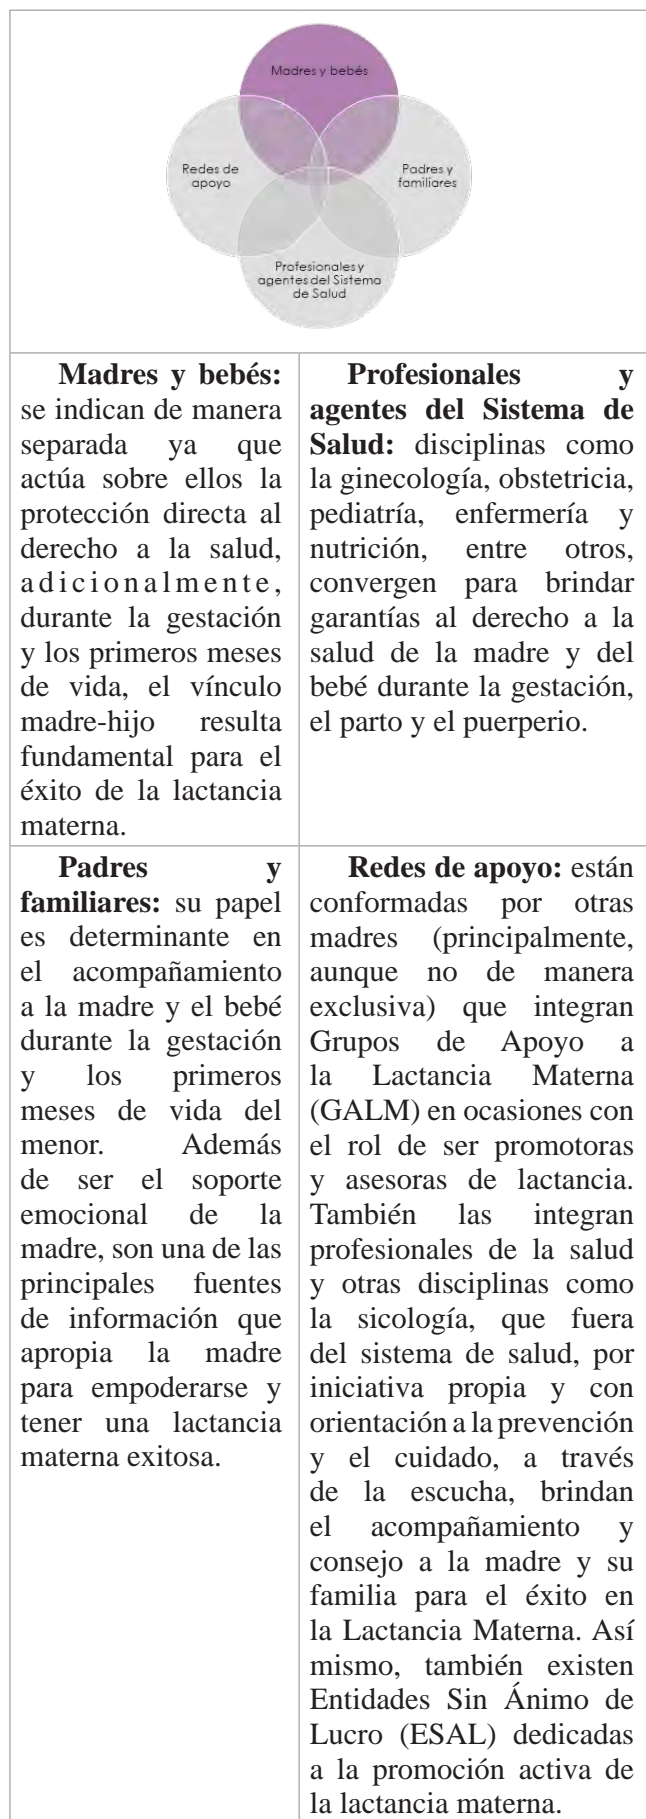 Madres y bebés
Redes de
apoyo
Padres y
familiares
Profesionales y
agentes del Sistema
de Salud
Madres y bebés:
se indican de manera
separada ya que
actúa sobre ellos la
protección directa al
derecho a la salud,
adicionalmente,
durante la gestación
y los primeros meses
de vida, el vínculo
madre-hijo resulta
fundamental para el
éxito de la lactancia
materna.
Profesionales y
agentes del Sistema de
Salud: disciplinas como
la ginecología, obstetricia,
pediatría, enfermería y
nutrición, entre otros,
convergen para brindar
garantías al derecho a la
salud de la madre y del
bebé durante la gestación,
el parto y el puerperio.
Padres y
familiares: su papel
es determinante en
el acompañamiento
a la madre y el bebé
durante la gestación
y los primeros
meses de vida del
menor. Además
de ser el soporte
emocional de la
madre, son una de las
principales fuentes
de información que
apropia la madre
para empoderarse y
tener una lactancia
materna exitosa.
Redes de apoyo: están
conformadas por otras
madres (principalmente,
aunque no de manera
exclusiva) que integran
Grupos de Apoyo a
la Lactancia Materna
(GALM) en ocasiones con
el rol de ser promotoras
y asesoras de lactancia.
También las integran
profesionales de la salud
y otras disciplinas como
la sicología, que fuera
del sistema de salud, por
iniciativa propia y con
orientación a la prevención
y el cuidado, a través
de la escucha, brindan
el acompañamiento y
consejo a la madre y su
familia para el éxito en
la Lactancia Materna. Así
mismo, también existen
Entidades Sin Ánimo de
Lucro (ESAL) dedicadas
a la promoción activa de
la lactancia materna.